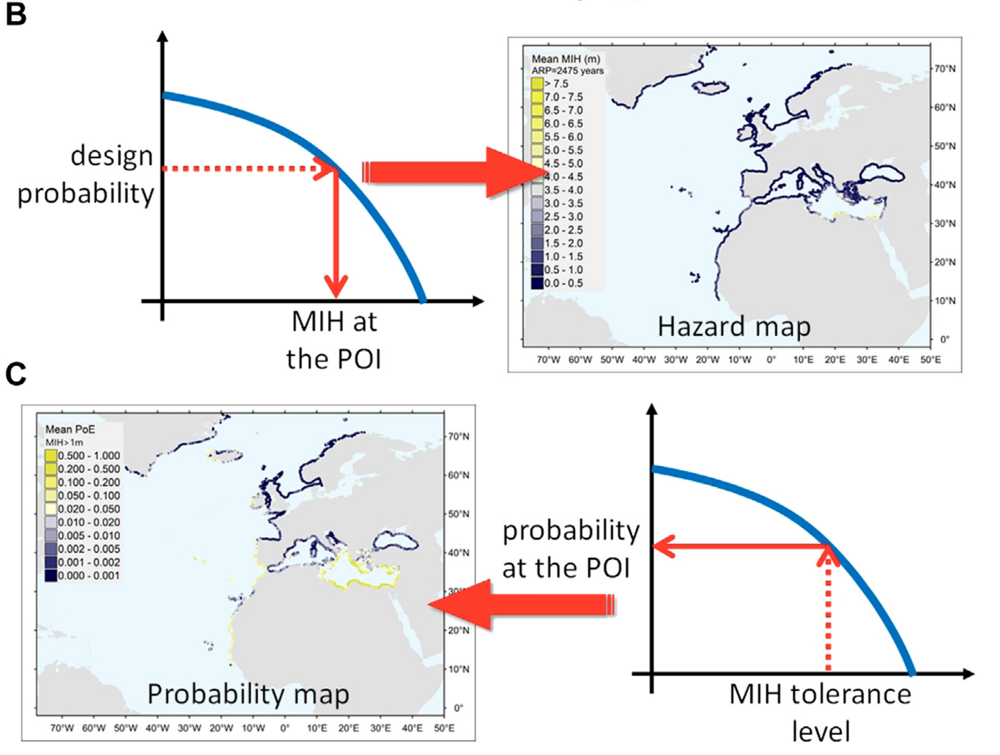 B
design
probability
MIH at
the POI
Mean MIH (m)
ARP=2475 years
> 7.5
7.0 - 7.5
6.5 - 7.0
6.0 - 6.5
5.5 - 6.0
5.0 - 5.5
4.5 - 5.0
4.0 - 4.5
3.5 - 4.0
3.0 - 3.5
2.5 - 3.0
2.0 - 2.5
1.5 - 2.0
1.0 - 1.5
0.5 - 1.0
0.0 - 0.5
70°N
60°N
50°N
40°N
30°N
20°N
10°N
0°
Hazard map
70°W 60°W 50°W 40°W 30°W 20°W 10°W 0° 10°E 20°E 30°E 40°E 50°E
C
Mean PoE
MIH>1m
0.500 - 1.000
0.200 - 0.500
0.100 - 0.200
0.050 - 0.100
0.020 - 0.050
0.010 - 0.020
0.005 - 0.010
0.002 - 0.005
0.001 - 0.002
0.000 - 0.001
70°N
60°N
50°N
40°N
30°N
20°N
10°N
0°
Probability map
70°W 60°W 50°W 40°W 30°W 20°W 10°W 0° 10°E 20°E 30°E 40°E 50°E
probability
at the POI
MIH tolerance
level